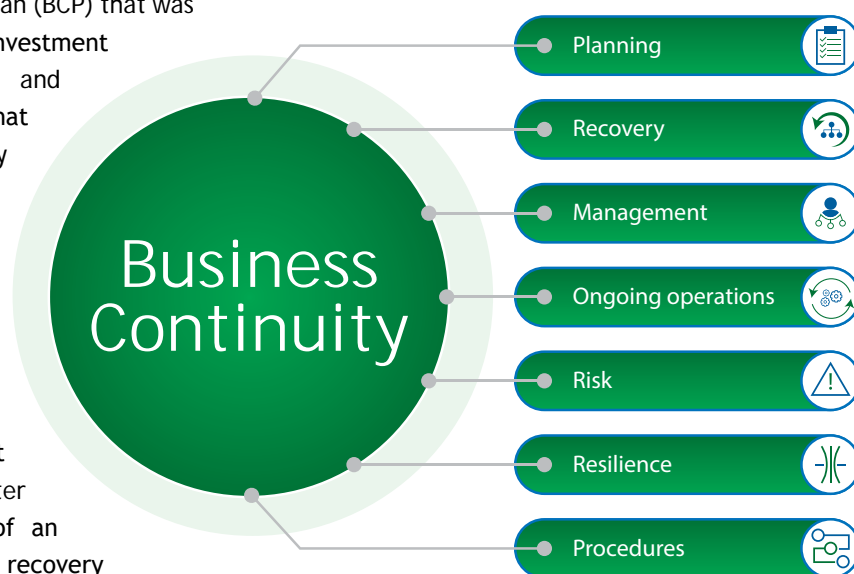 an (BCP) that was
nvestment
and
hat
y
t
ter
of an
recovery
Business
Continuity
Planning
Recovery
Management
Ongoing operations
Risk
Resilience
Procedures